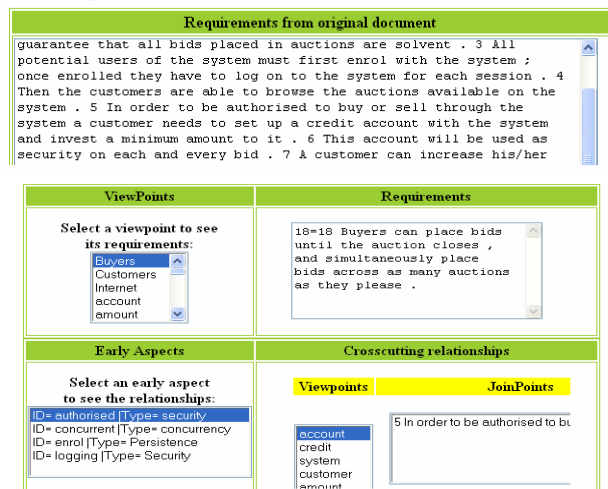 Requirements from original document
guarantee that all bids placed in auctions are solvent . 3 All
potential users of the system must first enrol with the system ;
once enrolled they have to log on to the system for each session . 4
Then the customers are able to browse the auctions available on the
system . 5 In order to be authorised to buy or sell through the
system a customer needs to set up a credit account with the system
and invest a minimum amount to it . 6 This account will be used as
security on each and every bid . 7 A customer can increase his/her
ViewPoints
Select a viewpoint to see
its requirements:
Buyers
Customers
Internet
account
amount
Requirements
18=18 Buyers can place bids
until the auction closes ,
and simultaneously place
bids across as many auctions
as they please .
Early Aspects
Select an early aspect
to see the relationships:
ID= authorised |Type= security
ID= concurrent |Type= concurrency
ID= enrol |Type= Persistence
ID= logging |Type= Security
Crosscutting relationships
Viewpoints
account
credit
system
customer
amount
JoinPoints
5 In order to be authorised to bu